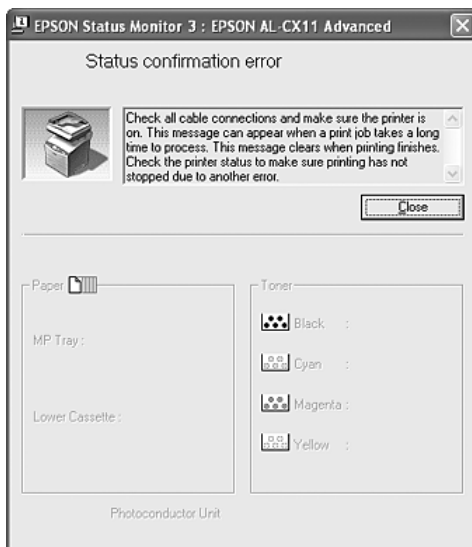 EPSON Status Monitor 3 : EPSON AL-CX11 Advanced
Status confirmation error
Check all cable connections and make sure the printer is
on. This message can appear when a print job takes a long
time to process. This message clears when printing finishes.
Check the printer status to make sure printing has not
stopped due to another error.
Close
Paper
MP Tray :
Lower Cassette :
Toner
Black :
Cyan :
Magenta :
Yellow :
Photoconductor Unit